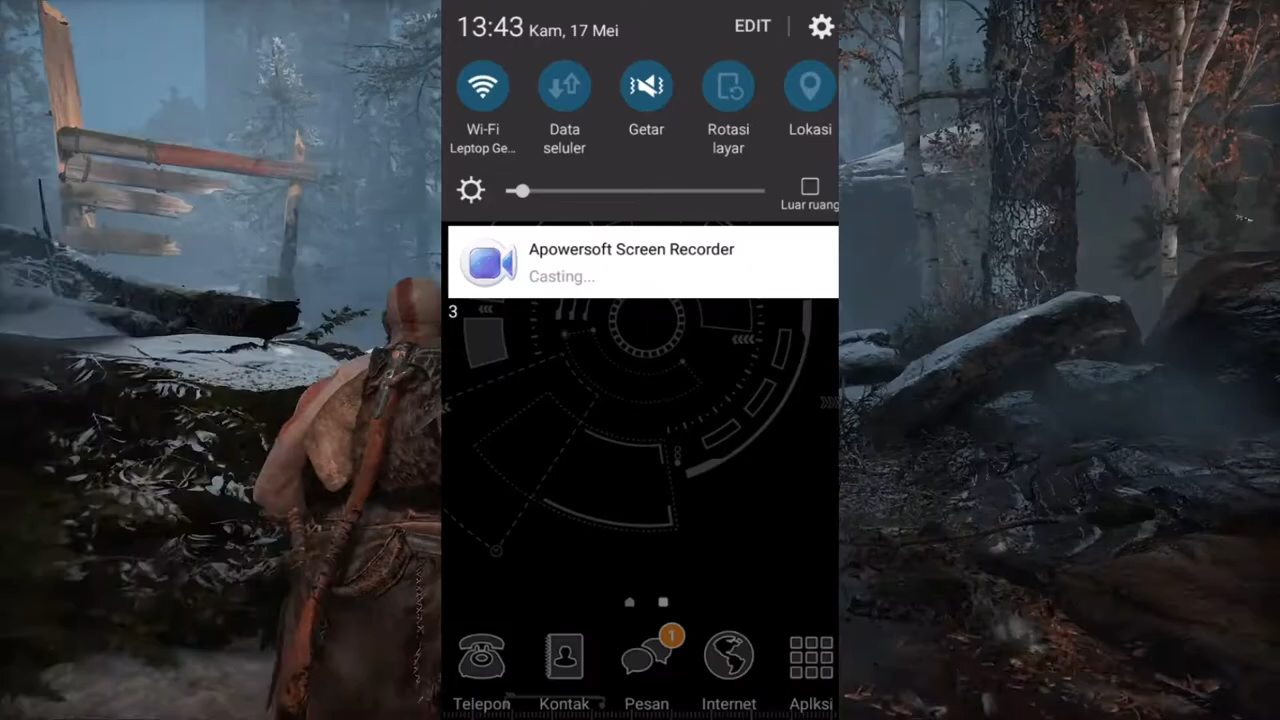 13:43 Kam, 17 Mei EDIT
Wi-Fi
Leptop Ge...
Data
seluler
Getar
Rotasi
layar
Lokasi
Luar ruang
Apowersoft Screen Recorder
Casting...
3
1
Telepon Kontak Pesan Internet Aplksi